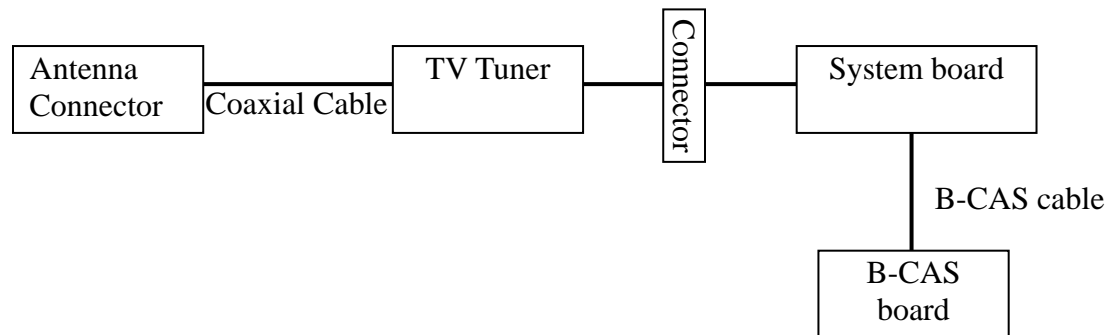 Antenna
Connector
Coaxial Cable
TV Tuner
Connector
System board
B-CAS cable
B-CAS
board